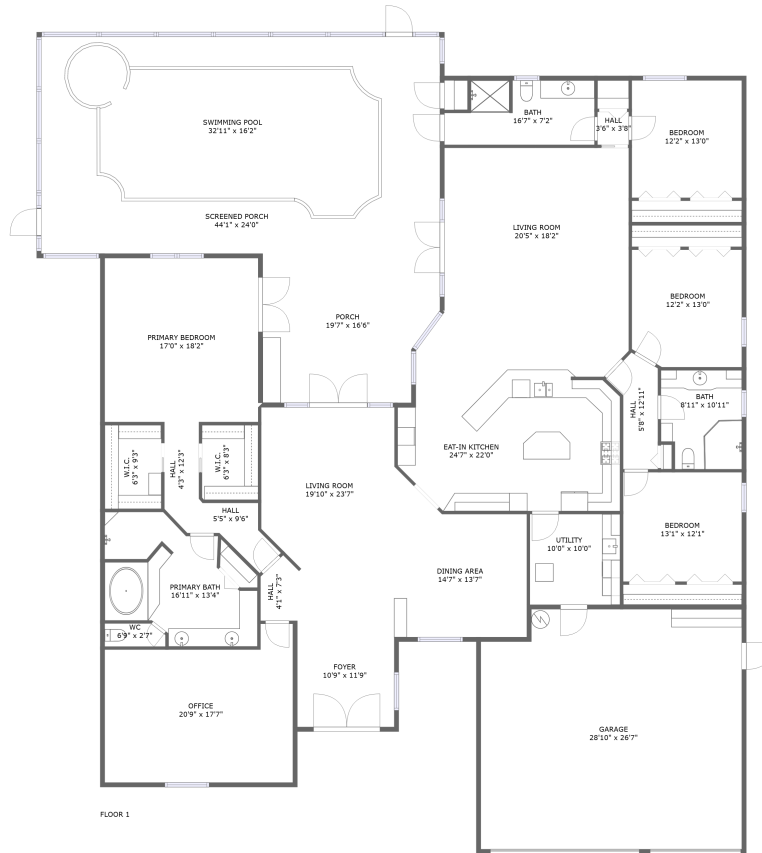 SWIMMING POOL
32'11" x 16'2"
BATH
16'7" x 7'2"
HALL
3'6" x 3'8"
BEDROOM
12'2" x 13'0"
SCREENED PORCH
44'1" x 24'0"
LIVING ROOM
20'5" x 18'2"
BEDROOM
12'2" x 13'0"
PORCH
19'7" x 16'6"
PRIMARY BEDROOM
17'0" x 18'2"
HALL
5'8" x 12'11"
BATH
8'11" x 10'11"
EAT-IN KITCHEN
24'7" x 22'0"
W.I.C.
6'3" x 9'3"
HALL
4'3" x 12'3"
W.I.C.
6'3" x 8'3"
LIVING ROOM
19'10" x 23'7"
HALL
5'5" x 9'6"
BEDROOM
13'1" x 12'1"
UTILITY
10'0" x 10'0"
DINING AREA
14'7" x 13'7"
PRIMARY BATH
16'11" x 13'4"
HALL
4'1" x 7'3"
WC
6'9" x 2'7"
FOYER
10'9" x 11'9"
OFFICE
20'9" x 17'7"
GARAGE
28'10" x 26'7"
FLOOR 1